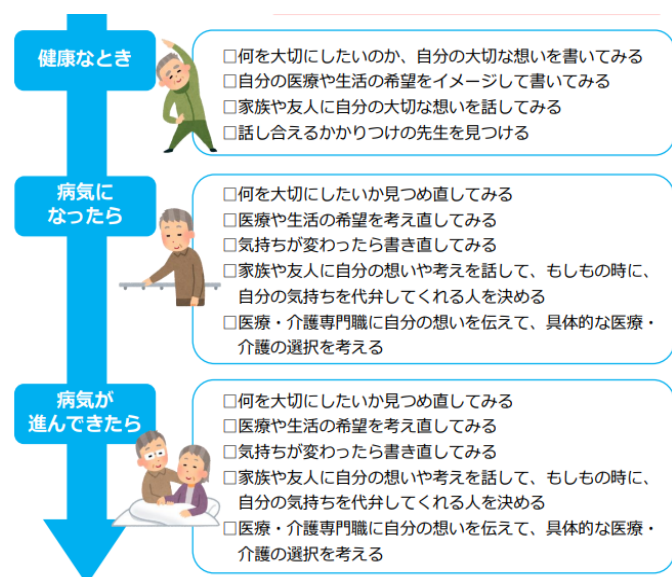 健康なとき
□何を大切にしたいのか、自分の大切な想いを書いてみる
□自分の医療や生活の希望をイメージして書いてみる
□家族や友人に自分の大切な想いを話してみる
□話し合えるかかりつけの先生を見つける
病気に
なったら
□何を大切にしたいか見つめ直してみる
□医療や生活の希望を考え直してみる
□気持ちが変わったら書き直してみる
□家族や友人に自分の想いや考えを話して、もしもの時に、
自分の気持ちを代弁してくれる人を決める
□医療・介護専門職に自分の想いを伝えて、具体的な医療・
介護の選択を考える
病気が
進んできたら
□何を大切にしたいか見つめ直してみる
□医療や生活の希望を考え直してみる
□気持ちが変わったら書き直してみる
□家族や友人に自分の想いや考えを話して、もしもの時に、
自分の気持ちを代弁してくれる人を決める
□医療・介護専門職に自分の想いを伝えて、具体的な医療・
介護の選択を考える